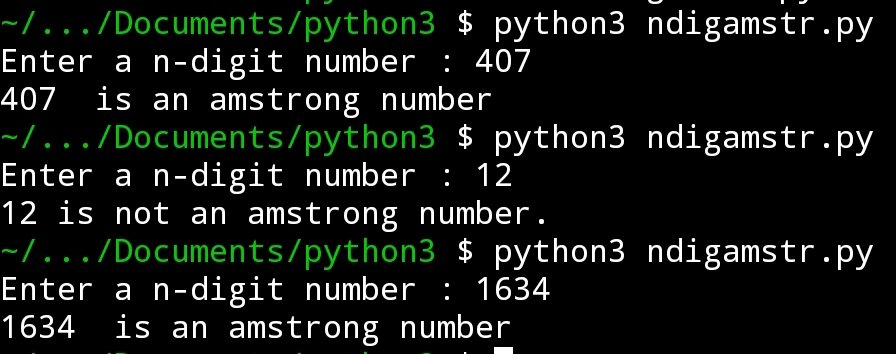 ~/.../Documents/python3 $ python3 ndigamstr.py
Enter a n-digit number : 407
407  is an amstrong number
~/.../Documents/python3 $ python3 ndigamstr.py
Enter a n-digit number : 12
12 is not an amstrong number.
~/.../Documents/python3 $ python3 ndigamstr.py
Enter a n-digit number : 1634
1634  is an amstrong number
~/.../Documents/python3 $